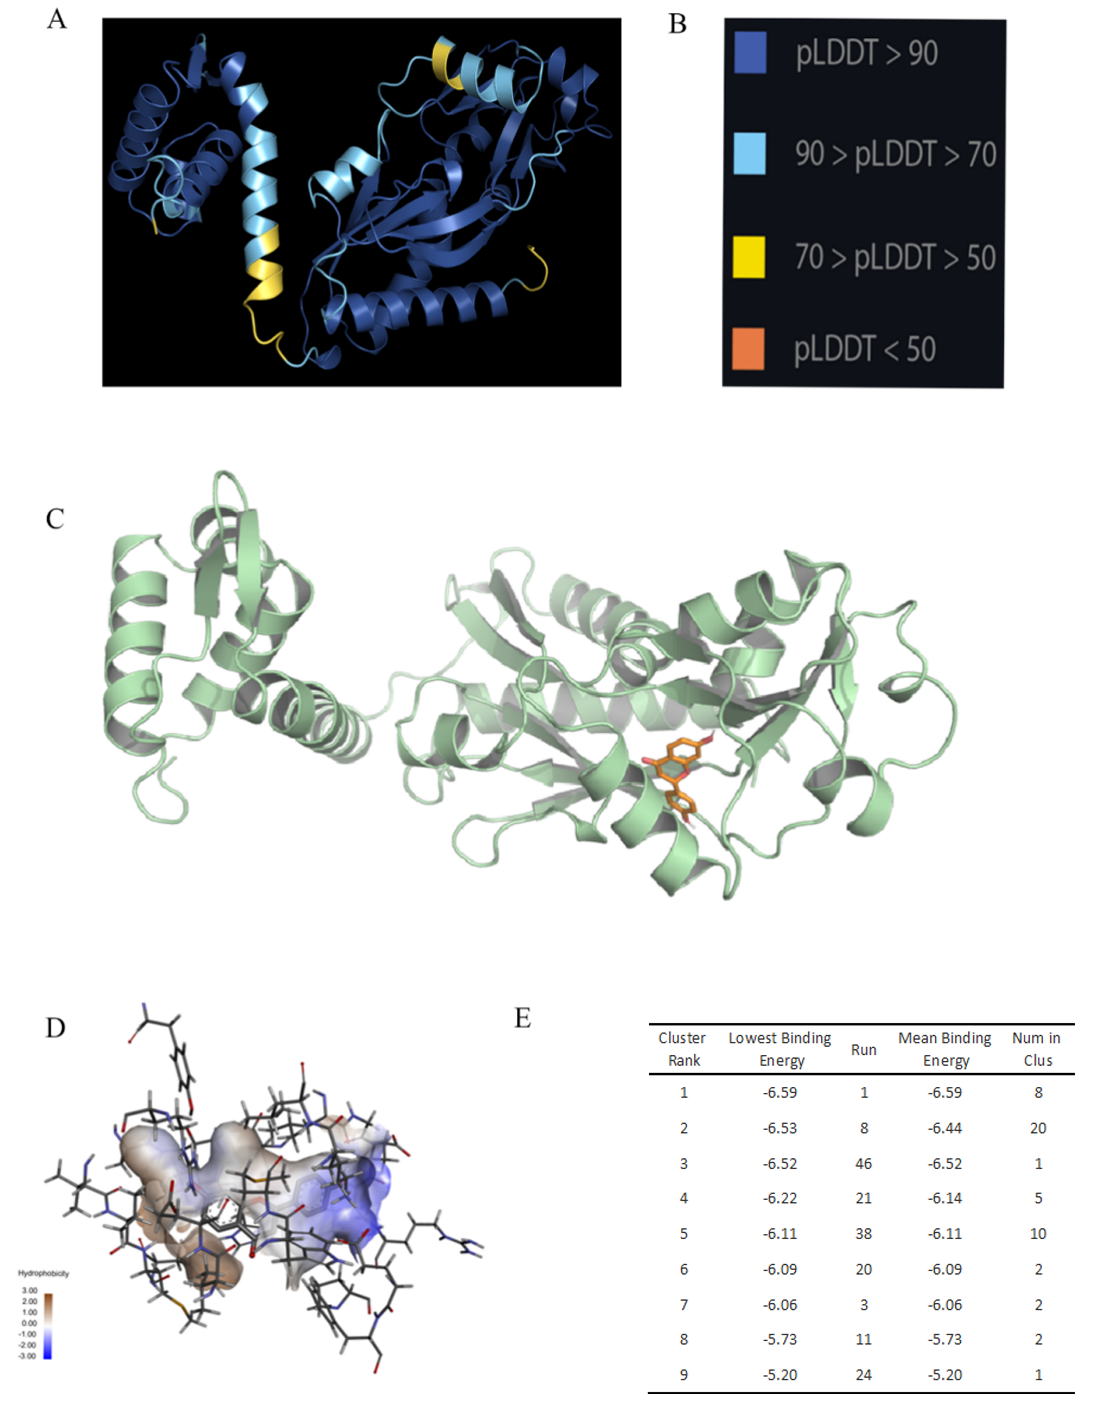 A
B
pLDDT > 90
90 > pLDDT > 70
70 > pLDDT > 50
pLDDT < 50
C
D
E
Hydrophobicity
3.00
2.00
1.00
0.00
-1.00
-2.00
-3.00
Cluster Rank Lowest Binding Energy Run Mean Binding Energy Num in Clus
1 -6.59 1 -6.59 8
2 -6.53 8 -6.44 20
3 -6.52 46 -6.52 1
4 -6.22 21 -6.14 5
5 -6.11 38 -6.11 10
6 -6.09 20 -6.09 2
7 -6.06 3 -6.06 2
8 -5.73 11 -5.73 2
9 -5.20 24 -5.20 1